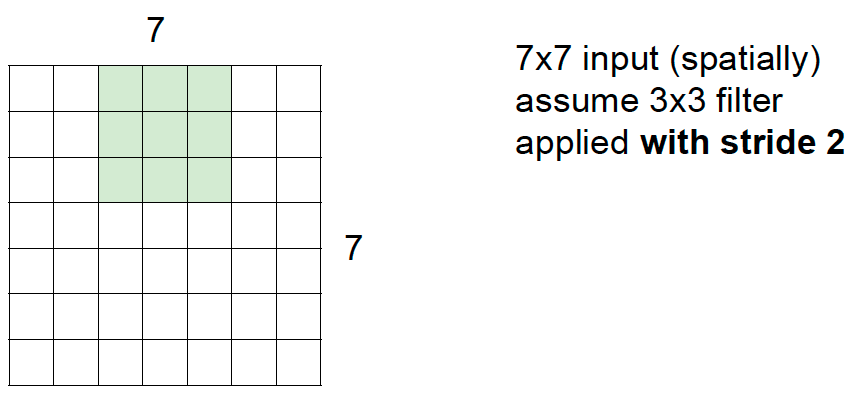 7
7x7 input (spatially)
assume 3x3 filter
applied with stride 2
7